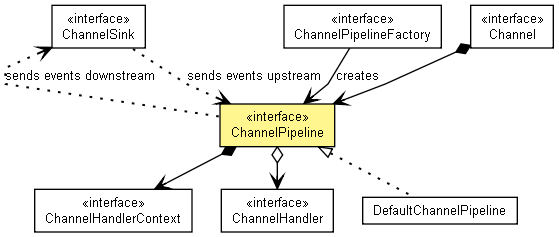 «interface»
ChannelSink
«interface»
ChannelPipelineFactory
«interface»
Channel
sends events downstream
sends events upstream
creates
«interface»
ChannelPipeline
«interface»
ChannelHandlerContext
«interface»
ChannelHandler
DefaultChannelPipeline